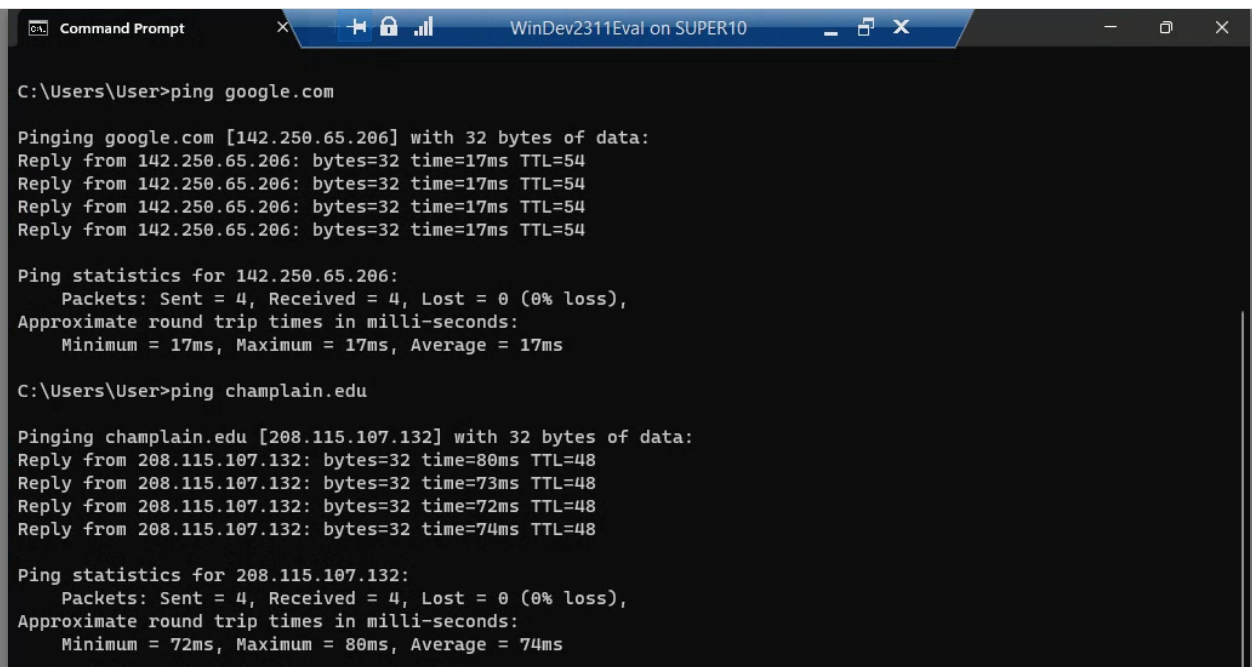 Command Prompt
WinDev2311Eval on SUPER10
C:\Users\User>ping google.com
Pinging google.com [142.250.65.206] with 32 bytes of data:
Reply from 142.250.65.206: bytes=32 time=17ms TTL=54
Reply from 142.250.65.206: bytes=32 time=17ms TTL=54
Reply from 142.250.65.206: bytes=32 time=17ms TTL=54
Reply from 142.250.65.206: bytes=32 time=17ms TTL=54
Ping statistics for 142.250.65.206:
    Packets: Sent = 4, Received = 4, Lost = 0 (0% loss),
Approximate round trip times in milli-seconds:
    Minimum = 17ms, Maximum = 17ms, Average = 17ms
C:\Users\User>ping champlain.edu
Pinging champlain.edu [208.115.107.132] with 32 bytes of data:
Reply from 208.115.107.132: bytes=32 time=80ms TTL=48
Reply from 208.115.107.132: bytes=32 time=73ms TTL=48
Reply from 208.115.107.132: bytes=32 time=72ms TTL=48
Reply from 208.115.107.132: bytes=32 time=74ms TTL=48
Ping statistics for 208.115.107.132:
    Packets: Sent = 4, Received = 4, Lost = 0 (0% loss),
Approximate round trip times in milli-seconds:
    Minimum = 72ms, Maximum = 80ms, Average = 74ms